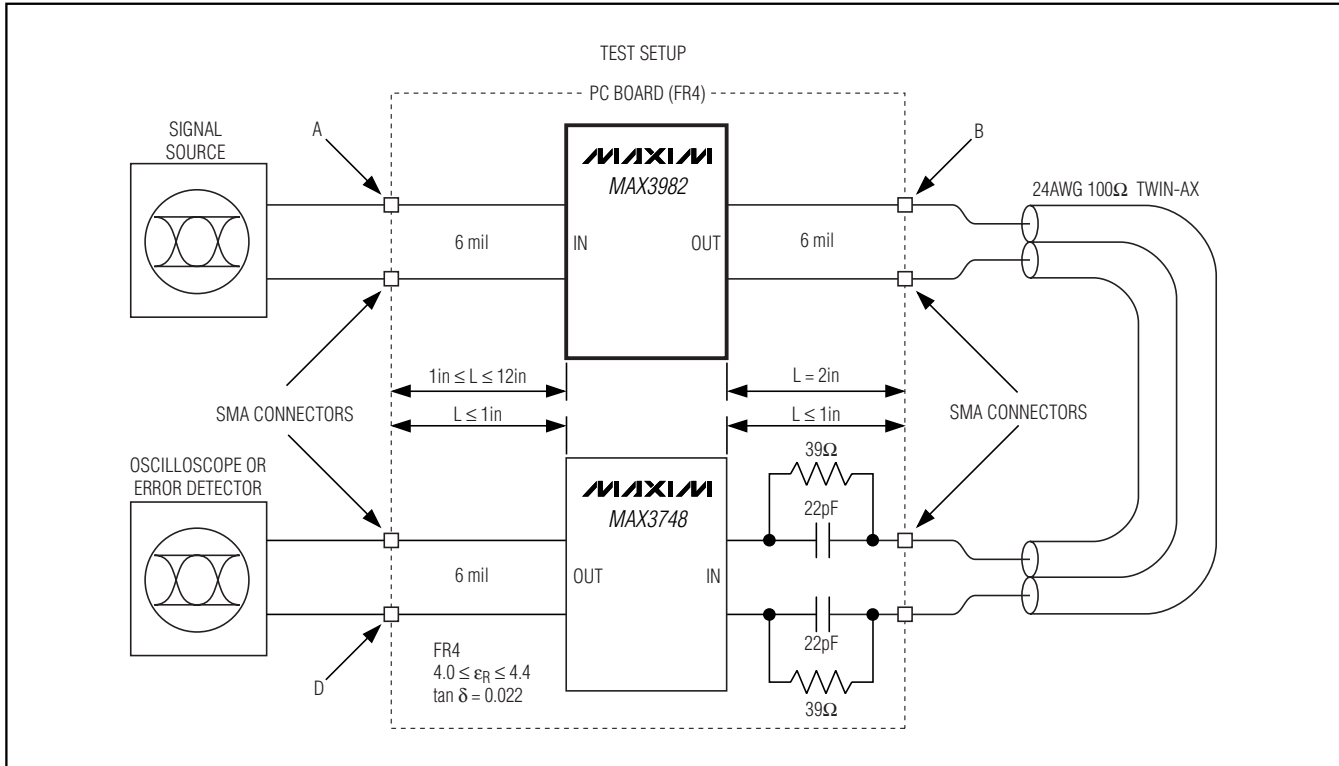 TEST SETUP
PC BOARD (FR4)
SIGNAL
SOURCE
A
B
MAXIM
MAX3982
24AWG 100Ω TWIN-AX
6 mil
IN
OUT
6 mil
1in ≤ L ≤ 12in
L = 2in
SMA CONNECTORS
L ≤ 1in
L ≤ 1in
SMA CONNECTORS
OSCILLOSCOPE OR
ERROR DETECTOR
MAXIM
MAX3748
39Ω
22pF
6 mil
OUT
IN
22pF
39Ω
FR4
4.0 ≤ εR ≤ 4.4
tan δ = 0.022
D